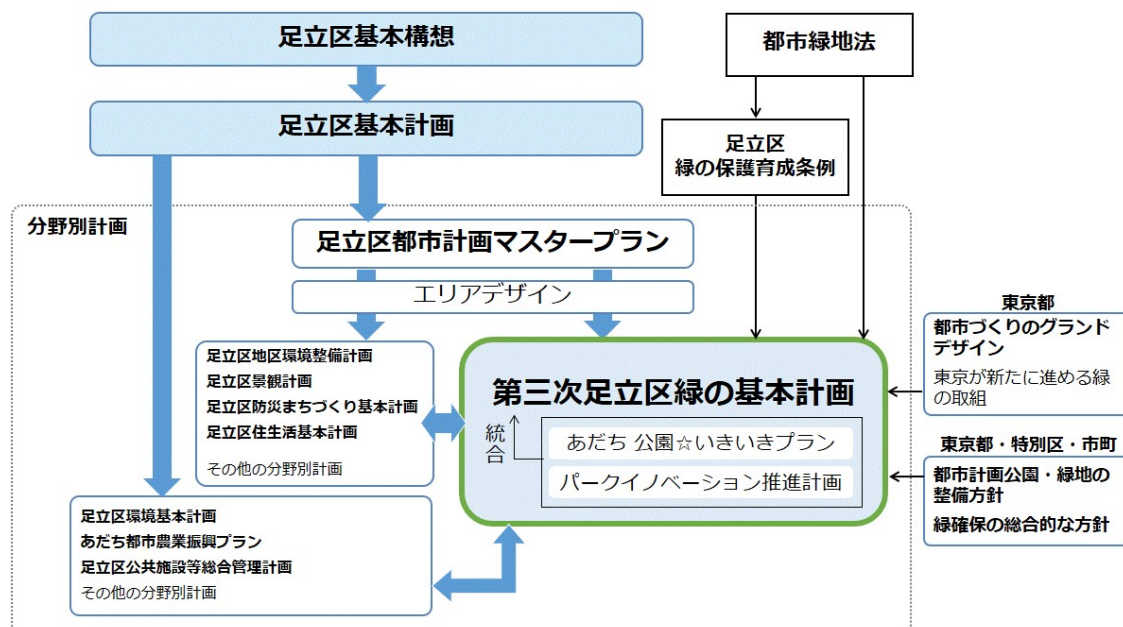 足立区基本構想
都市緑地法
足立区基本計画
足立区
緑の保護育成条例
分野別計画
足立区都市計画マスタープラン
エリアデザイン
東京都
都市づくりのグランド
デザイン
東京が新たに進める緑
の取組
足立区地区環境整備計画
足立区景観計画
足立区防災まちづくり基本計画
足立区住生活基本計画
その他の分野別計画
第三次足立区緑の基本計画
統合
あだち 公園☆いきいきプラン
パークイノベーション推進計画
東京都・特別区・市町
都市計画公園・緑地の
整備方針
緑確保の総合的な方針
足立区環境基本計画
あだち都市農業振興プラン
足立区公共施設等総合管理計画
その他の分野別計画